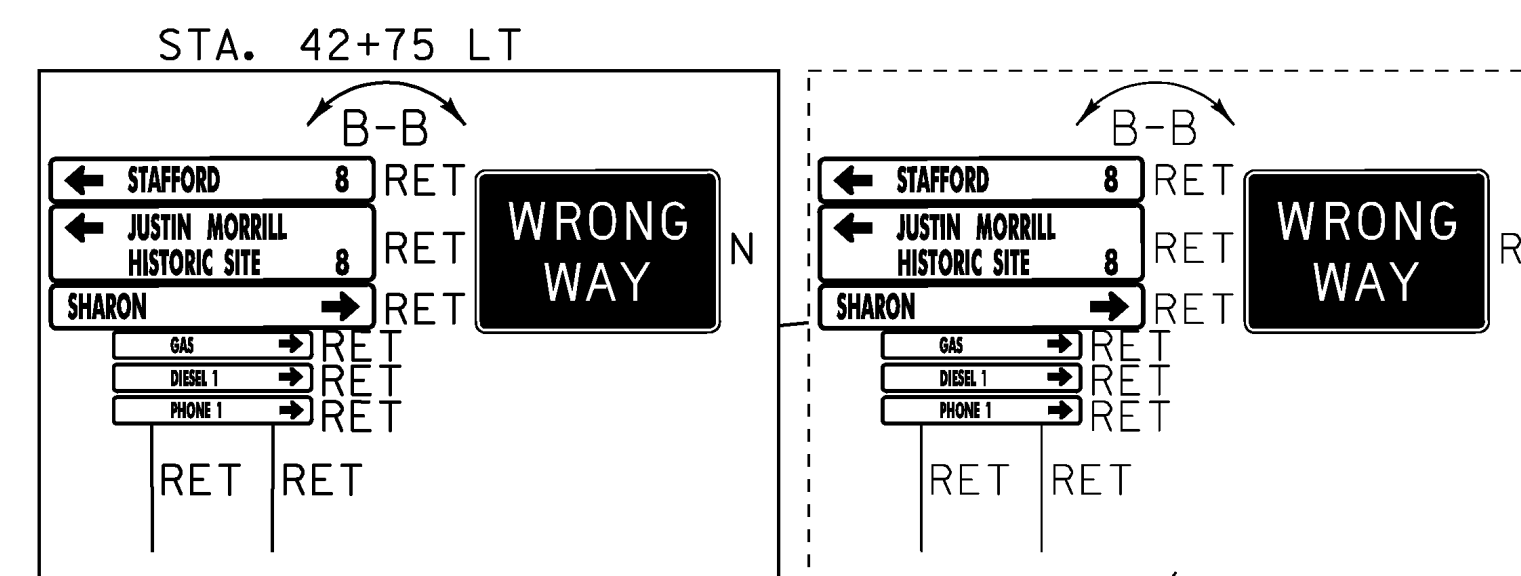 STA. 42+75 LT
B-B
STAFFORD 8 RET
JUSTIN MORRILL
HISTORIC SITE 8 RET
SHARON RET
GAS RET
DIESEL 1 RET
PHONE 1 RET
RET RET
WRONG
WAY
N
B-B
STAFFORD 8 RET
JUSTIN MORRILL
HISTORIC SITE 8 RET
SHARON RET
GAS RET
DIESEL 1 RET
PHONE 1 RET
RET RET
WRONG
WAY